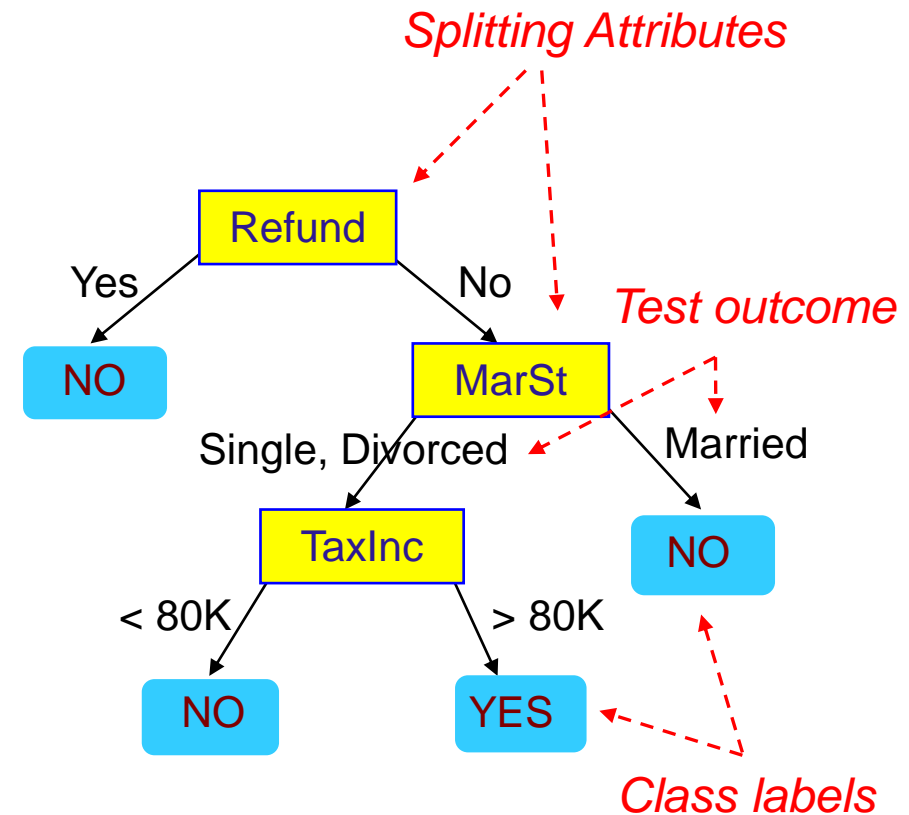 Splitting Attributes
Refund
Yes
No
Test outcome
NO
MarSt
Single, Divorced
Married
TaxInc
NO
< 80K
> 80K
NO
YES
Class labels